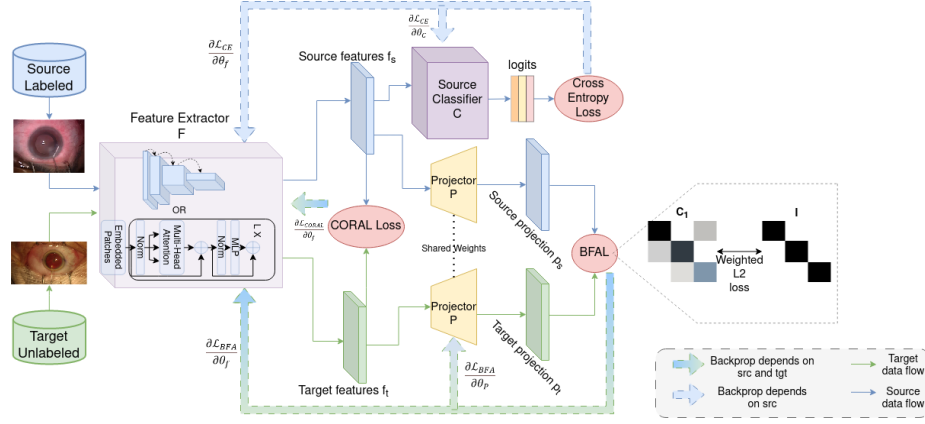 Source
Labeled
Target
Unlabeled
Feature Extractor
F
OR
Embedded
Patches
Norm
Multi-Head
Attention
Norm
MLP
L X
∂ℒ_CE
∂θ_f
∂ℒ_CE
∂θ_c
Source features f_s
Source
Classifier
C
logits
Cross
Entropy
Loss
∂ℒ_CORAL
∂θ_f
CORAL Loss
Projector
P
Shared Weights
Projector
P
Source projection p_s
Target projection p_t
BFAL
∂ℒ_BFA
∂θ_f
Target features f_t
∂ℒ_BFA
∂θ_P
C₁
I
Weighted
L2
loss
Backprop depends on
src and tgt
Target
data flow
Backprop depends
on src
Source
data flow